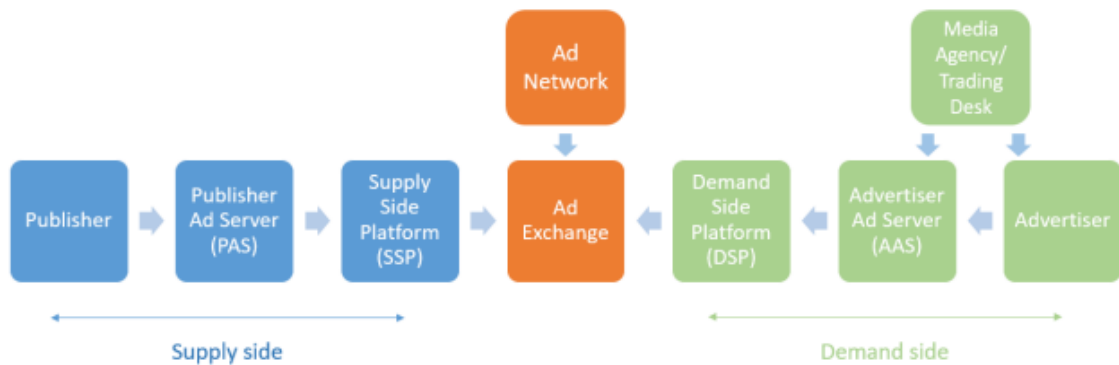 Ad
Network
Media
Agency/
Trading
Desk
Publisher
Publisher
Ad Server
(PAS)
Supply
Side
Platform
(SSP)
Ad
Exchange
Demand
Side
Platform
(DSP)
Advertiser
Ad Server
(AAS)
Advertiser
Supply side
Demand side